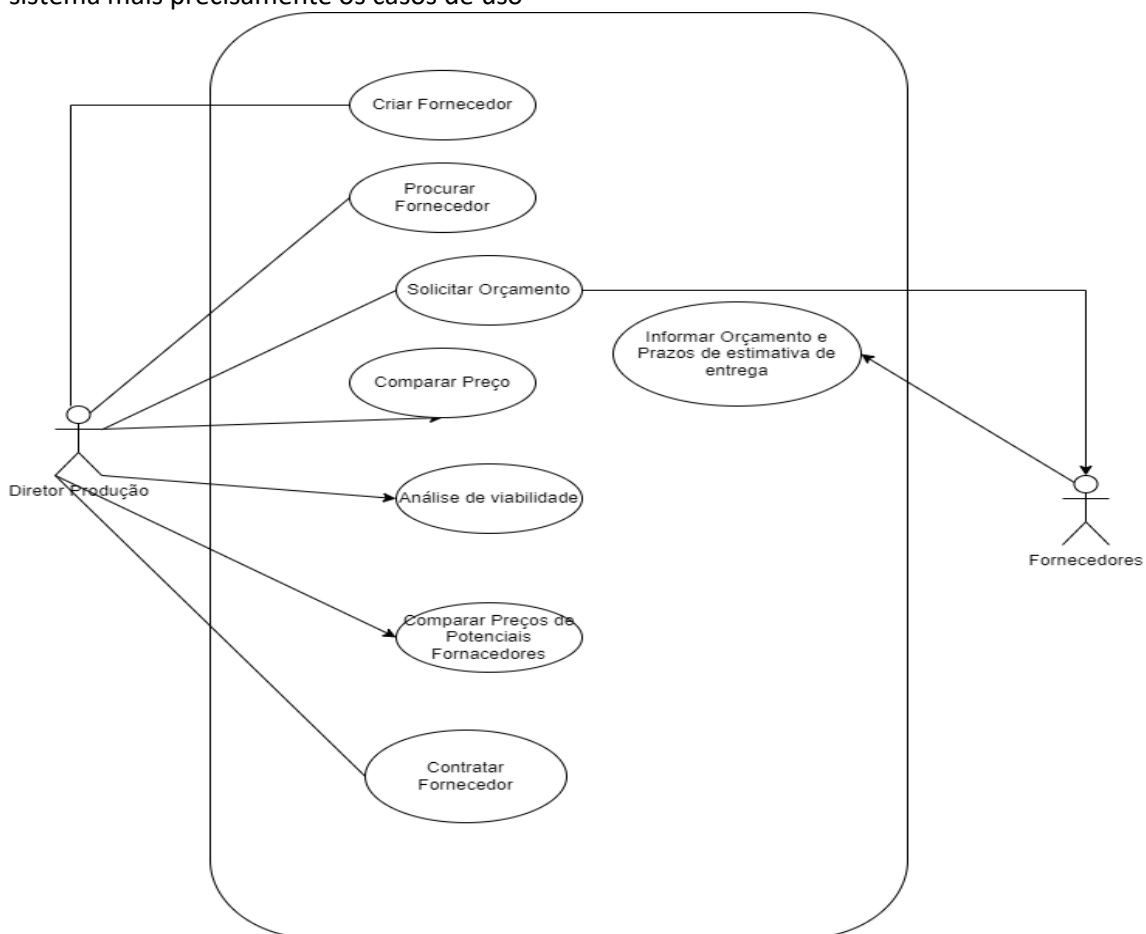 sistema mais precisamente os casos de uso
Criar Fornecedor
Procurar
Fornecedor
Solicitar Orçamento
Informar Orçamento e
Prazos de estimativa de
entrega
Comparar Preço
Diretor Produção
Análise de viabilidade
Fornecedores
Comparar Preços de
Potenciais
Fornacedores
Contratar
Fornecedor